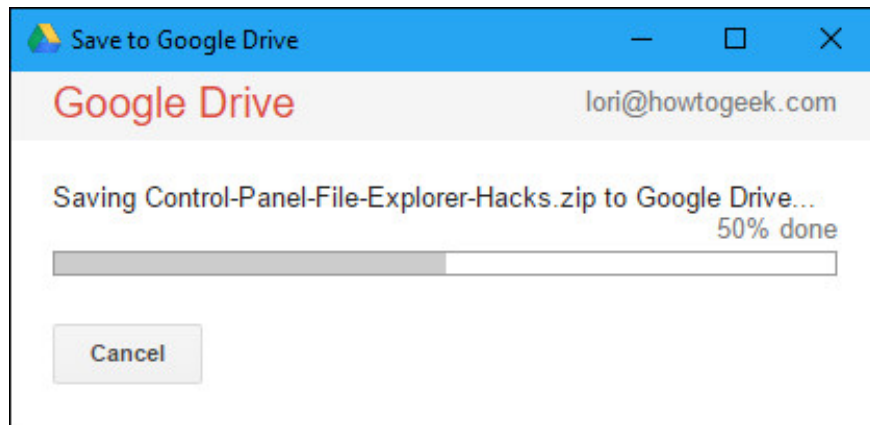 Save to Google Drive
Google Drive
lori@howtogeek.com
Saving Control-Panel-File-Explorer-Hacks.zip to Google Drive...
50% done
Cancel